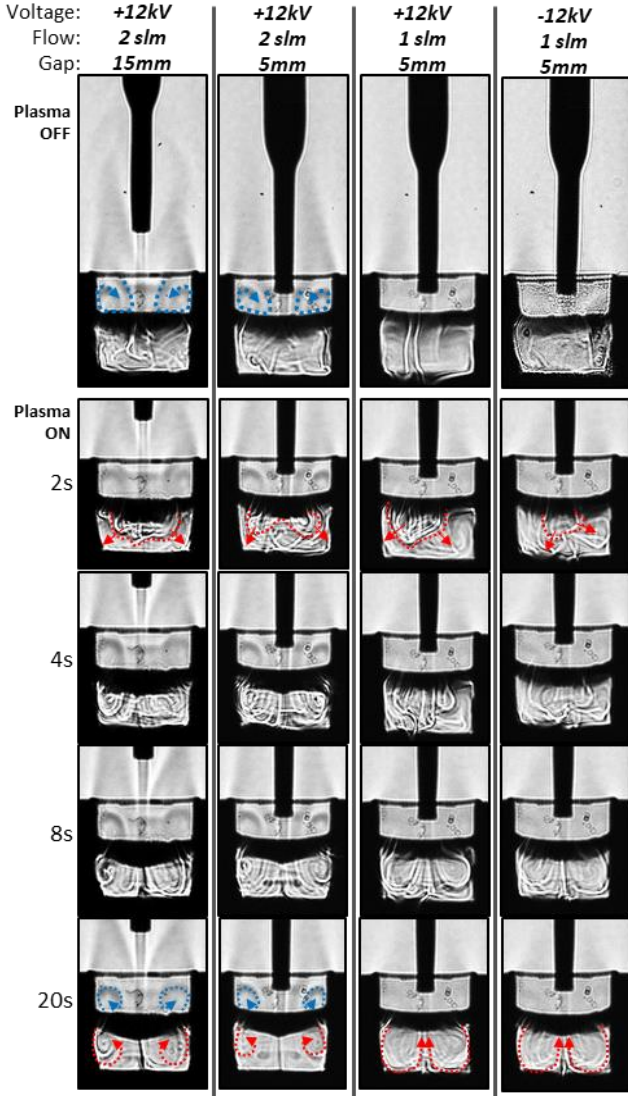 Voltage: +12kV +12kV +12kV -12kV
Flow: 2 slm 2 slm 1 slm 1 slm
Gap: 15mm 5mm 5mm 5mm
Plasma
OFF
Plasma
ON
2s
4s
8s
20s